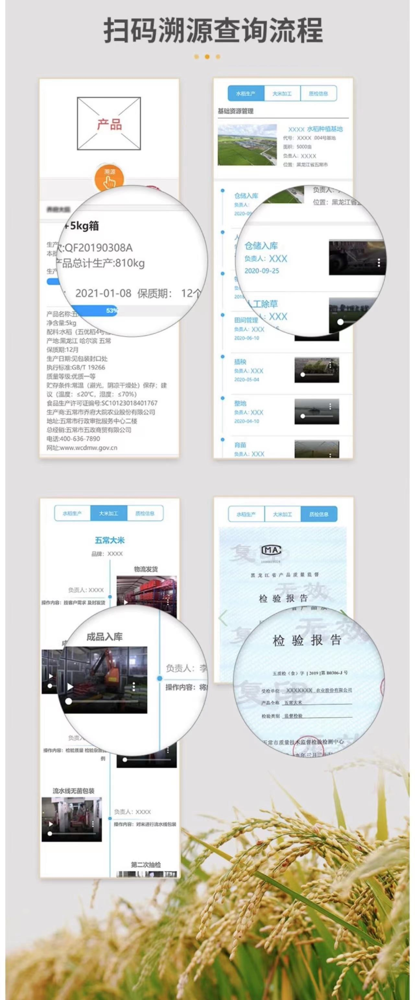 扫码溯源查询流程
产品
溯源
+5kg箱
:QF20190308A
品总计生产:810kg
2021-01-08 保质期： 12个
53%
生产
本批
生产
产品名称:五
净含量:5kg
配料:水稻（五优稻4号
产地:黑龙江 哈尔滨 五常
保质期:12月
生产日期:见包装封口处
执行标准:GB/T 19266
质量等级:优质一等
贮存条件:常温（避光，阴凉干燥处）保存；建
议（温度：≤20℃，湿度：≤70%）
食品生产许可证编号:SC10123018401767
生产商:五常市乔府大院农业股份有限公司
地址:五常市行政审批服务中心二楼
总经销:五常市五政商贸有限公司
电话:400-636-7890
网址:www.wcdmw.gov.cn
水稻生产 大米加工 质检信息
基础资源管理
XXXX 水稻种植基地
代号：XXXX 004号基地
面积：5000亩
负责人：XXXX
位置：黑龙江省五常市
仓储入库
负责人：
2020-09
负责人：
位置：黑龙江省
仓储入库
负责人：XXX
2020-09-25
人工除草
XXX
2018
田间管理
负责人：XXX
2020-06-10
插秧
负责人：XXX
2020-05-04
整地
负责人：XXX
2020-04-10
育苗
负责人：XXX
水稻生产 大米加工 质检信息
五常大米
品牌：XXXX
物流发货
负责人：XXXX
操作内容：按客户需求 及时发货
成品入库
负责人：李
操作内容：将
负责人
操作内容：检验质量 检验杂质比
例
流水线无菌包装
负责人：XXXX
操作内容：对米进行流水线包装
第二次抽检
水稻生产 大米加工 质检信息
MA
复印
黑龙江省产品质量监督
无效
检验报告
无效
检验报告
五质检（食）字 [2019]第 B0306-J 号
受检单位 XXXXXXX 农业股份有限公司
产品全称 五常大米
检验类别 监督检验
复印
五常市质量技术监督检验检测中心